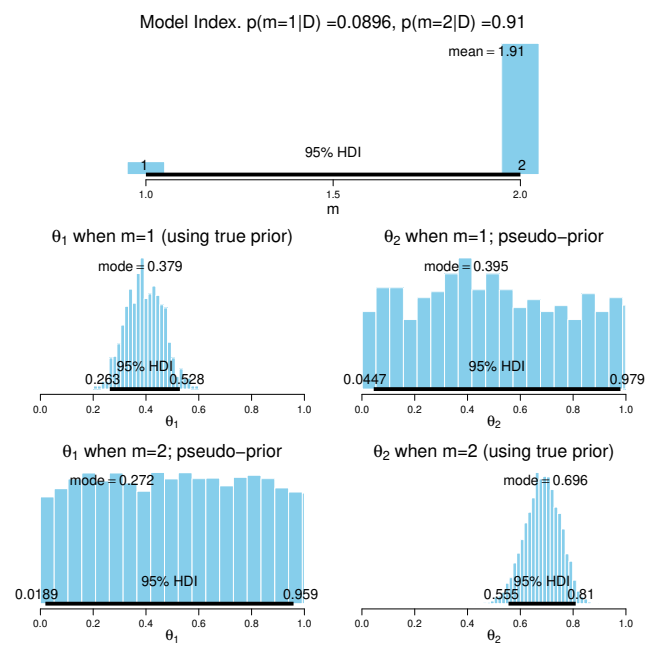 Model Index. p(m=1|D) =0.0896, p(m=2|D) =0.91
mean = 1.91
95% HDI
1 2
1.0 1.5 2.0
m
θ1 when m=1 (using true prior)
mode = 0.379
95% HDI
0.263 0.528
0.0 0.2 0.4 0.6 0.8 1.0
θ1
θ2 when m=1; pseudo−prior
mode = 0.395
95% HDI
0.0447 0.979
0.0 0.2 0.4 0.6 0.8 1.0
θ2
θ1 when m=2; pseudo−prior
mode = 0.272
95% HDI
0.0189 0.959
0.0 0.2 0.4 0.6 0.8 1.0
θ1
θ2 when m=2 (using true prior)
mode = 0.696
95% HDI
0.555 0.81
0.0 0.2 0.4 0.6 0.8 1.0
θ2